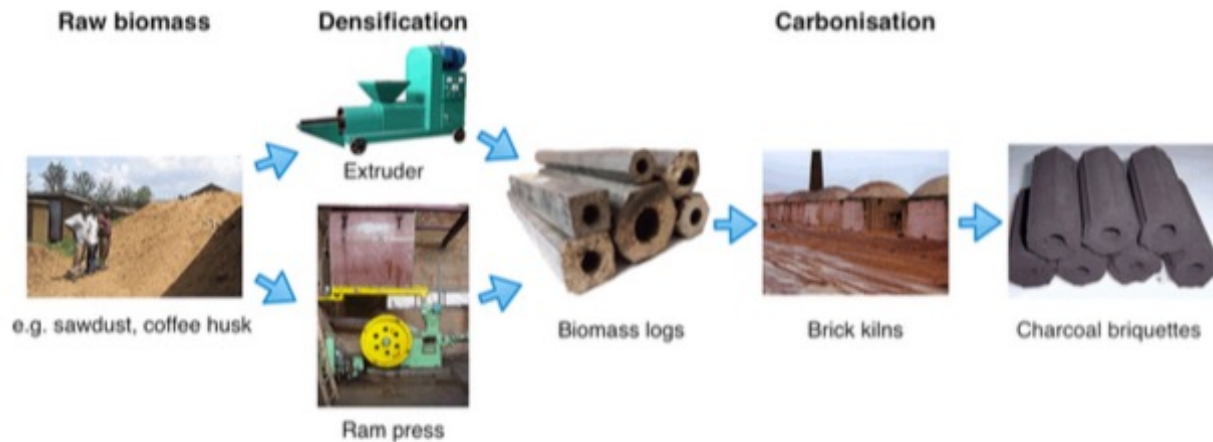 Raw biomass
Densification
Carbonisation
Extruder
e.g. sawdust, coffee husk
Ram press
Biomass logs
Brick kilns
Charcoal briquettes